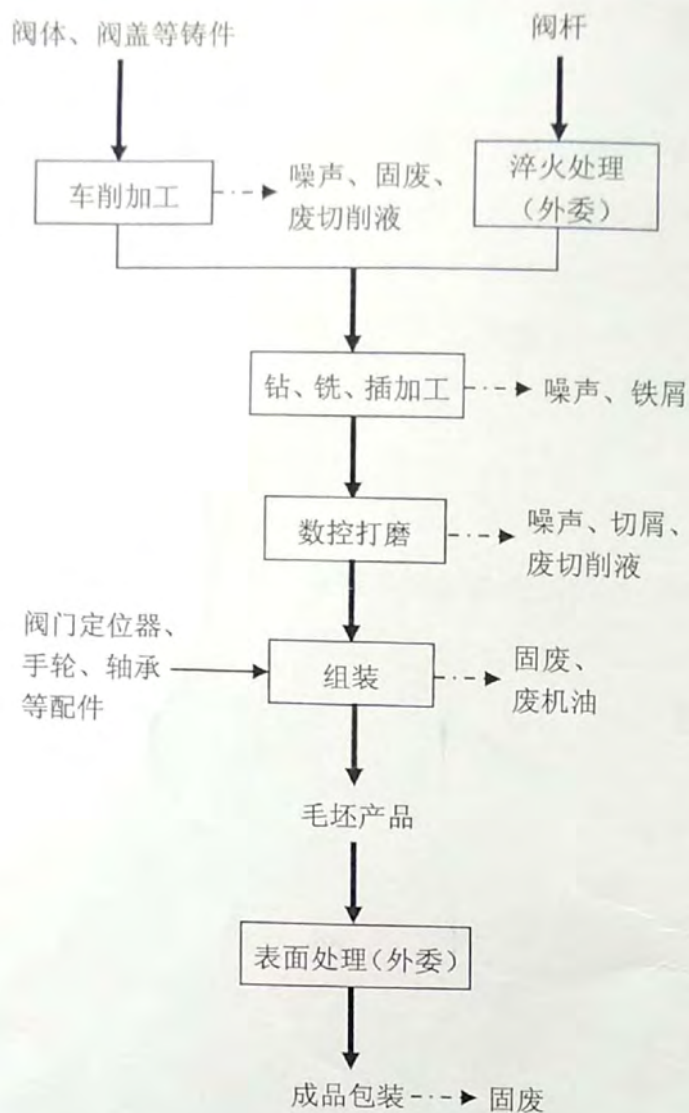 阀体、阀盖等铸件
阀杆
车削加工
噪声、固废、
废切削液
淬火处理
(外委)
钻、铣、插加工
噪声、铁屑
数控打磨
噪声、切屑、
废切削液
阀门定位器、
手轮、轴承
等配件
组装
固废、
废机油
毛坯产品
表面处理(外委)
成品包装
固废